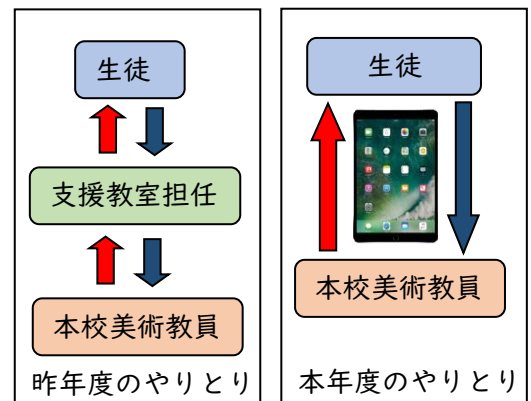 生徒
支援教室担任
本校美術教員
昨年度のやりとり
生徒
本校美術教員
本年度のやりとり